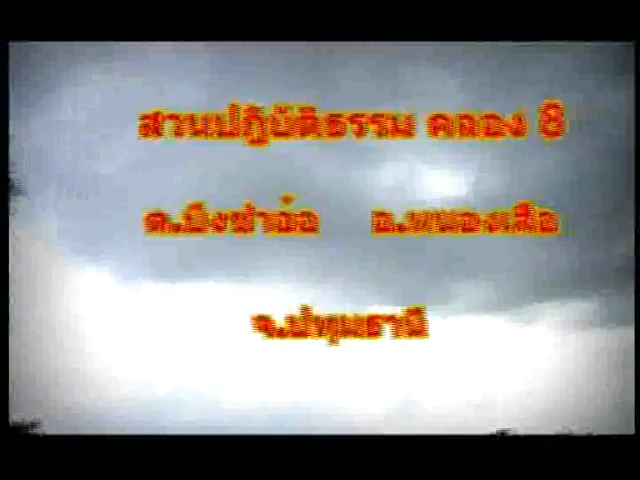 สวนปฏิบัติธรรม คลอง 8
ต.บึงชำอ้อ อ.หนองเสือ
จ.ปทุมธานี